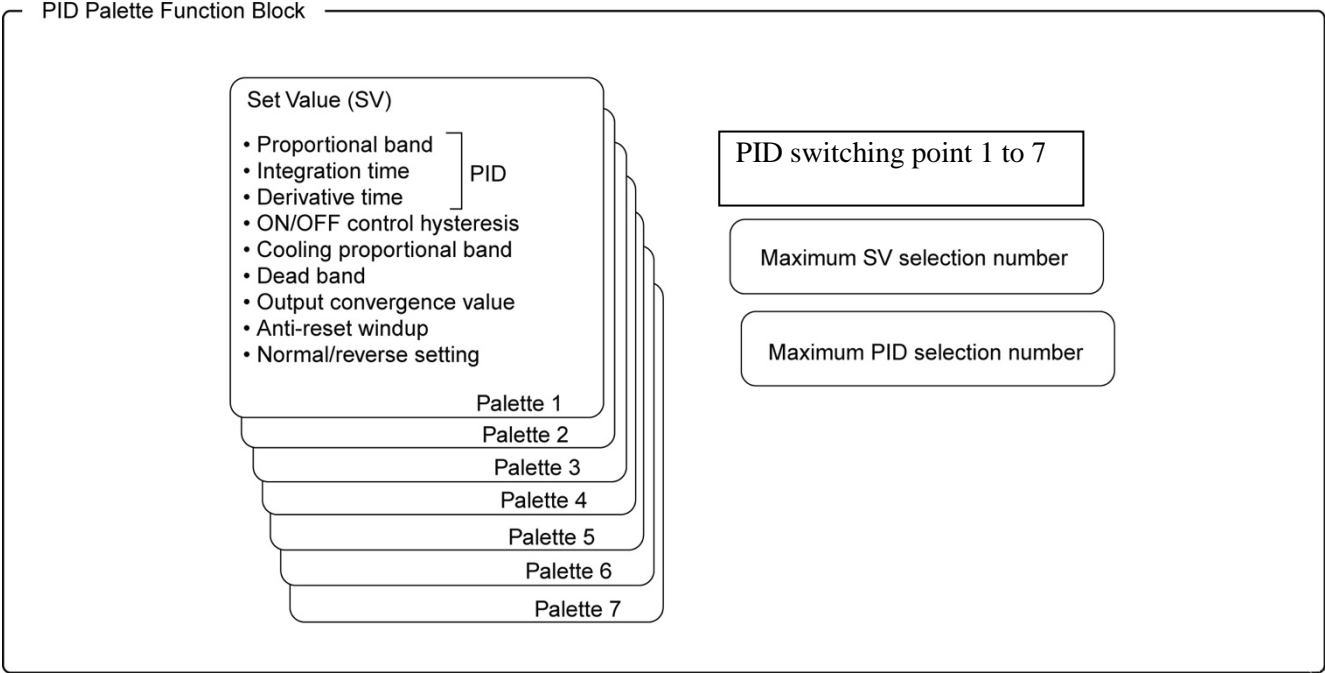 PID Palette Function Block
Set Value (SV)
• Proportional band
• Integration time
• Derivative time
PID
• ON/OFF control hysteresis
• Cooling proportional band
• Dead band
• Output convergence value
• Anti-reset windup
• Normal/reverse setting
Palette 1
Palette 2
Palette 3
Palette 4
Palette 5
Palette 6
Palette 7
PID switching point 1 to 7
Maximum SV selection number
Maximum PID selection number